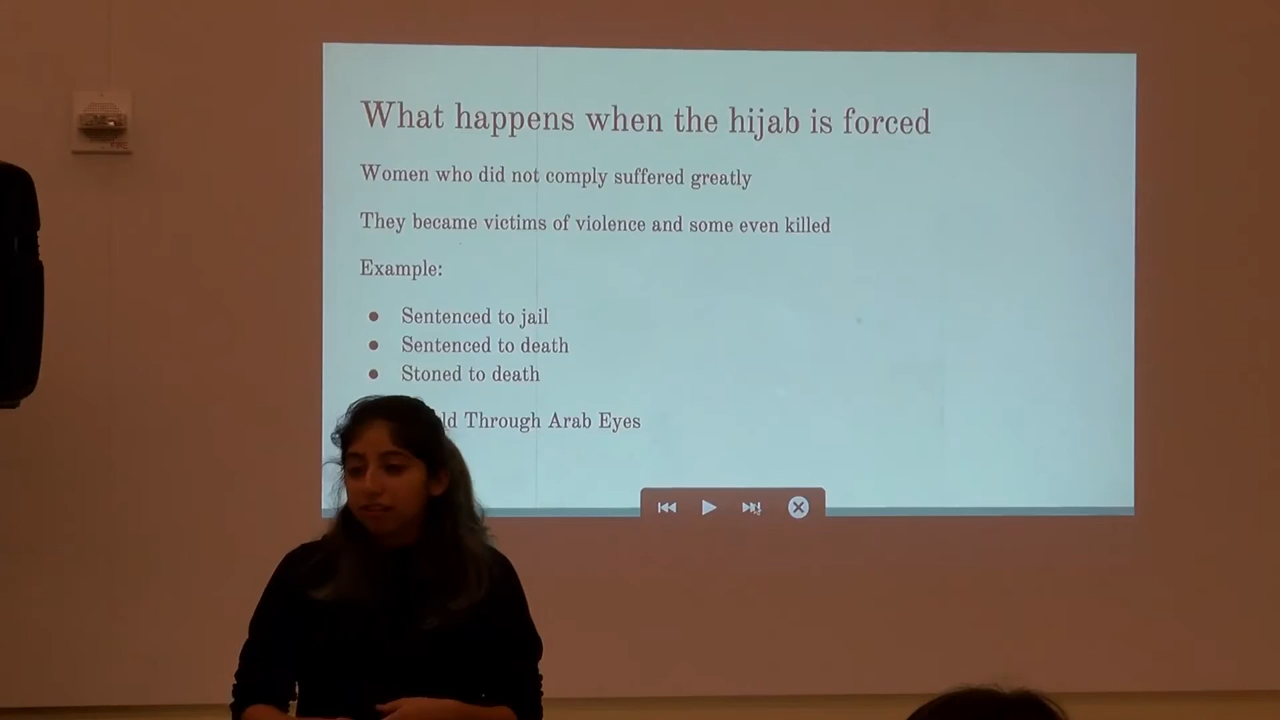 What happens when the hijab is forced
Women who did not comply suffered greatly
They became victims of violence and some even killed
Example:
● Sentenced to jail
● Sentenced to death
● Stoned to death
Through Arab Eyes